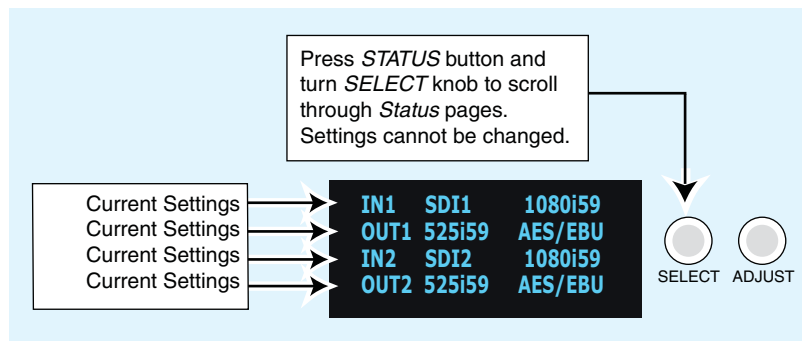 Press STATUS button and
turn SELECT knob to scroll
through Status pages.
Settings cannot be changed.
Current Settings
Current Settings
Current Settings
Current Settings
IN1 SDI1 1080i59
OUT1 525i59 AES/EBU
IN2 SDI2 1080i59
OUT2 525i59 AES/EBU
SELECT ADJUST